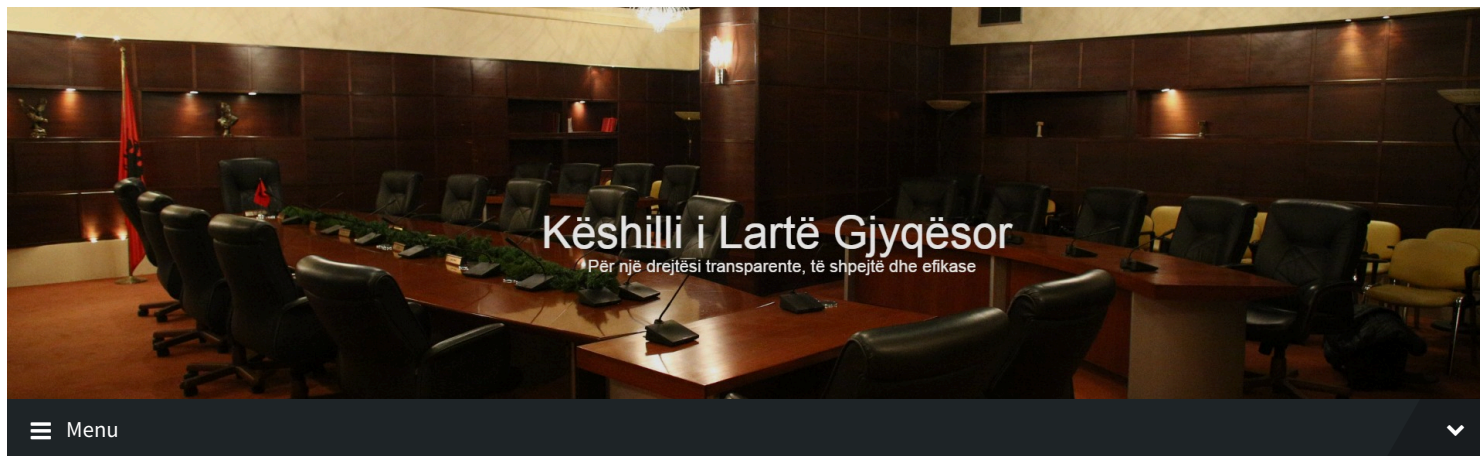 Këshilli i Lartë Gjyqësor
Për një drejtësi transparente, të shpejtë dhe efikase
Menu